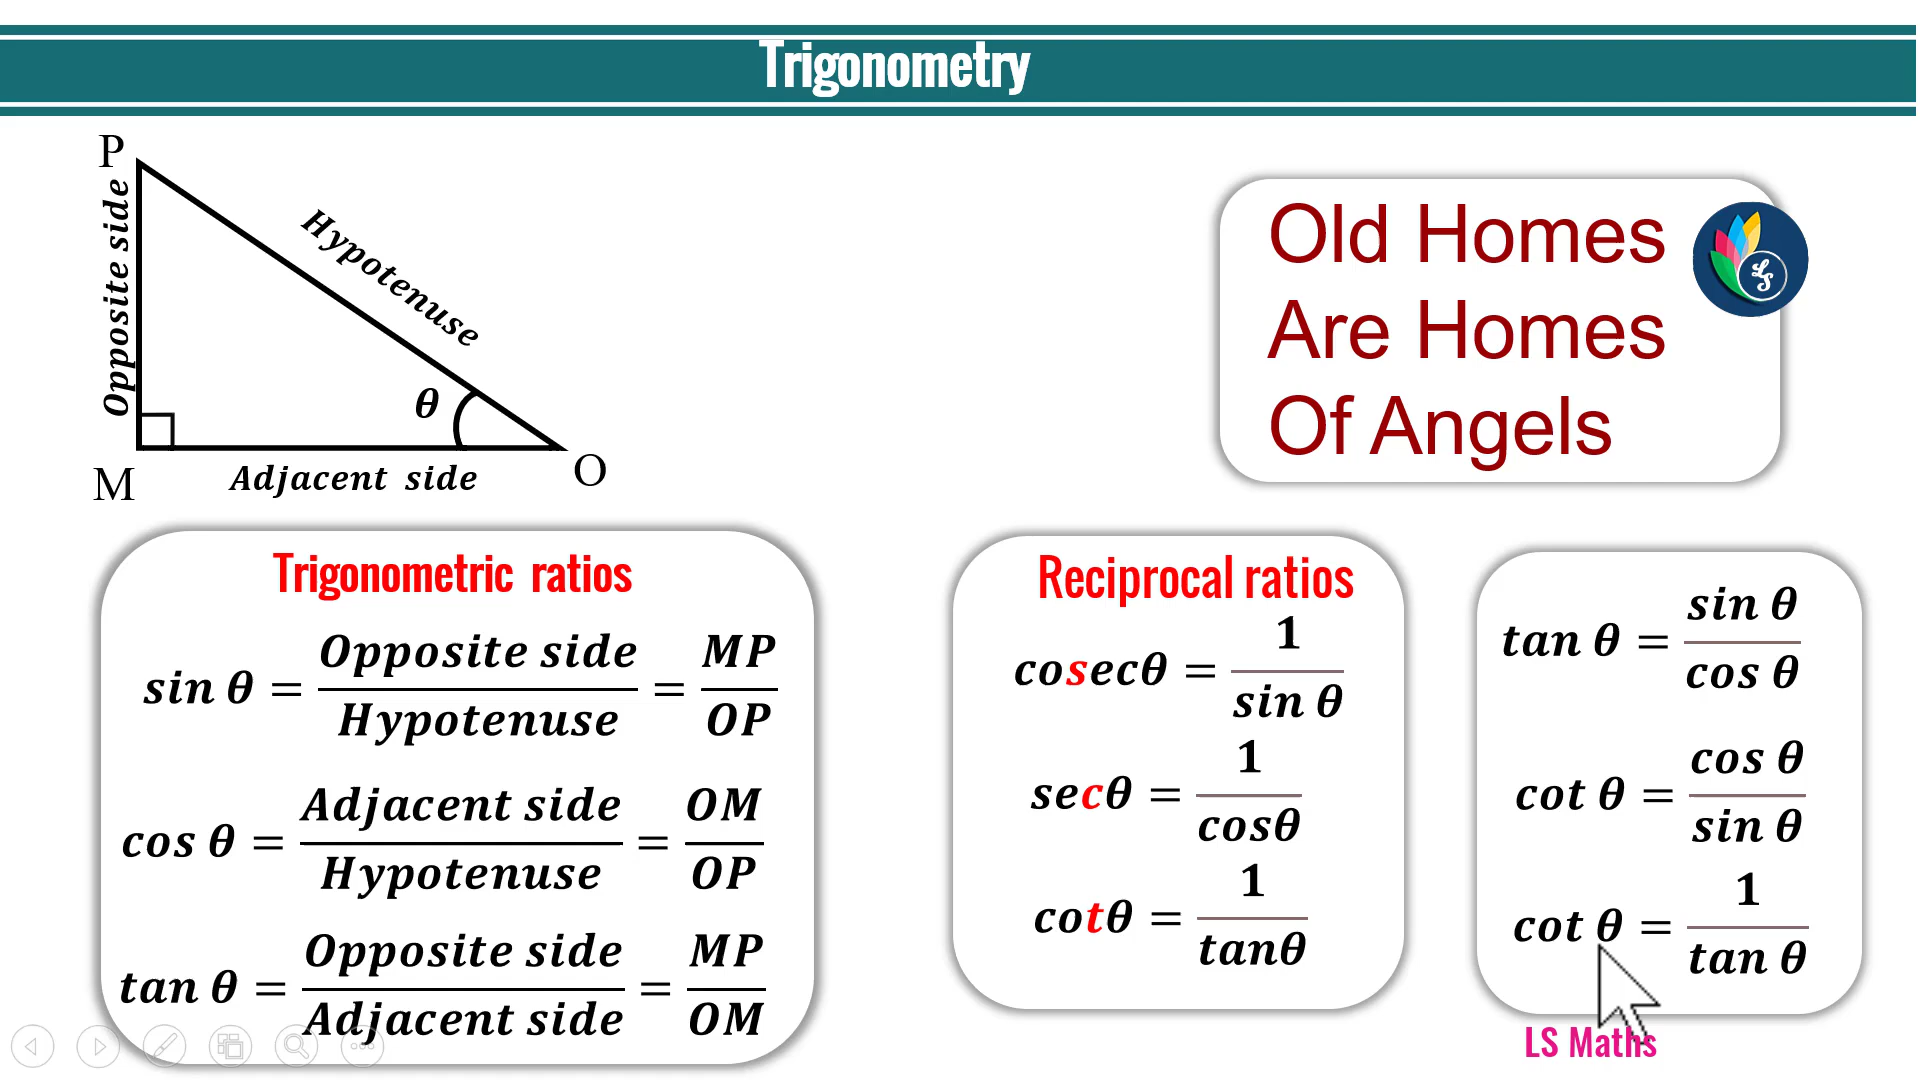 Trigonometry
P
Opposite side
Hypotenuse
θ
M
Adjacent side
O
Old Homes
Are Homes
Of Angels
LS
Trigonometric ratios
sin θ = Opposite side / Hypotenuse = MP / OP
cos θ = Adjacent side / Hypotenuse = OM / OP
tan θ = Opposite side / Adjacent side = MP / OM
Reciprocal ratios
cosecθ = 1 / sin θ
secθ = 1 / cosθ
cotθ = 1 / tanθ
tan θ = sin θ / cos θ
cot θ = cos θ / sin θ
cot θ = 1 / tan θ
LS Maths